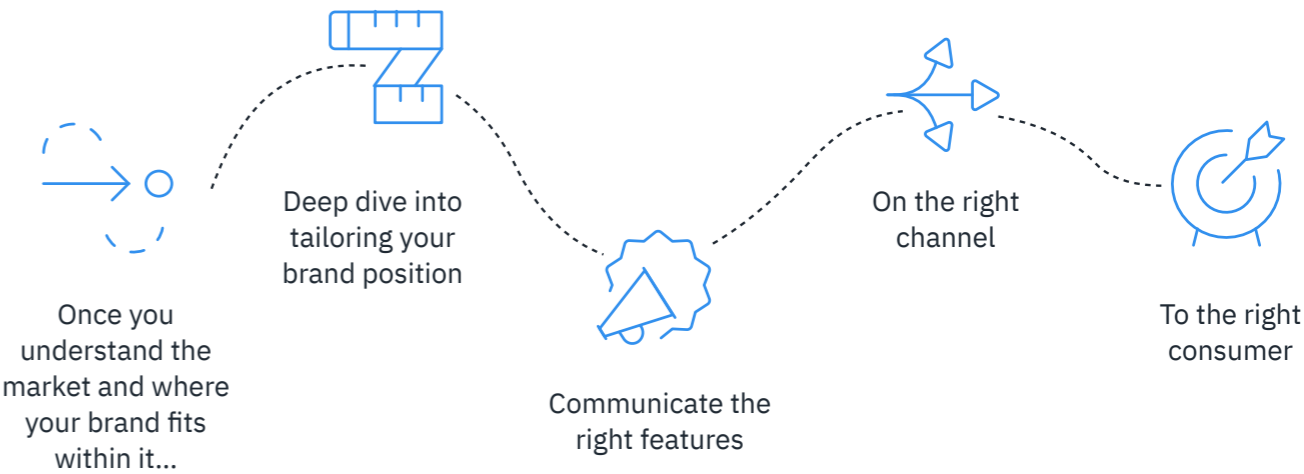 Once you
understand the
market and where
your brand fits
within it...
Deep dive into
tailoring your
brand position
Communicate the
right features
On the right
channel
To the right
consumer